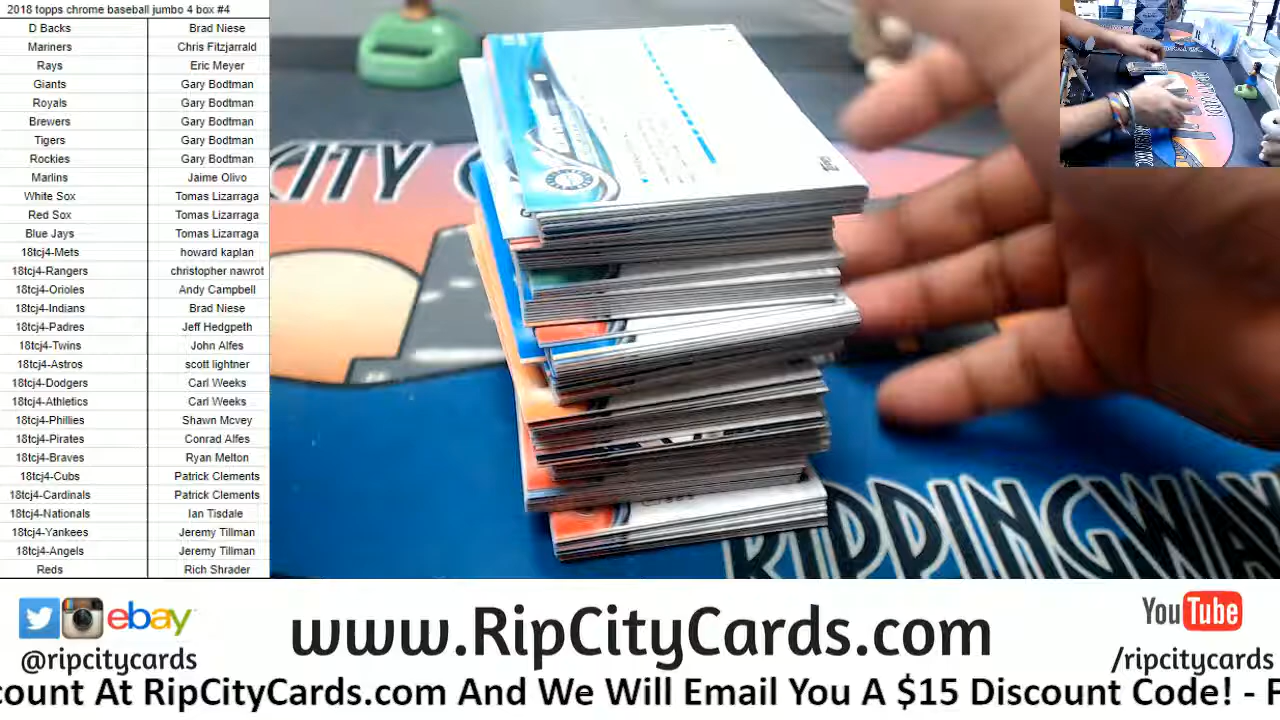 2018 topps chrome baseball jumbo 4 box #4
D Backs Brad Niese
Mariners Chris Fitzjarrald
Rays Eric Meyer
Giants Gary Bodtman
Royals Gary Bodtman
Brewers Gary Bodtman
Tigers Gary Bodtman
Rockies Gary Bodtman
Marlins Jaime Olivo
White Sox Tomas Lizarraga
Red Sox Tomas Lizarraga
Blue Jays Tomas Lizarraga
18tcj4-Mets howard kaplan
18tcj4-Rangers christopher nawrot
18tcj4-Orioles Andy Campbell
18tcj4-Indians Brad Niese
18tcj4-Padres Jeff Hedgpeth
18tcj4-Twins John Alfes
18tcj4-Astros scott lightner
18tcj4-Dodgers Carl Weeks
18tcj4-Athletics Carl Weeks
18tcj4-Phillies Shawn Mcvey
18tcj4-Pirates Conrad Alfes
18tcj4-Braves Ryan Melton
18tcj4-Cubs Patrick Clements
18tcj4-Cardinals Patrick Clements
18tcj4-Nationals Ian Tisdale
18tcj4-Yankees Jeremy Tillman
18tcj4-Angels Jeremy Tillman
Reds Rich Shrader
CITY C
RIPPINGWAX
ebay
@ripcitycards
www.RipCityCards.com
YouTube
/ripcitycards
count At RipCityCards.com And We Will Email You A $15 Discount Code! - F